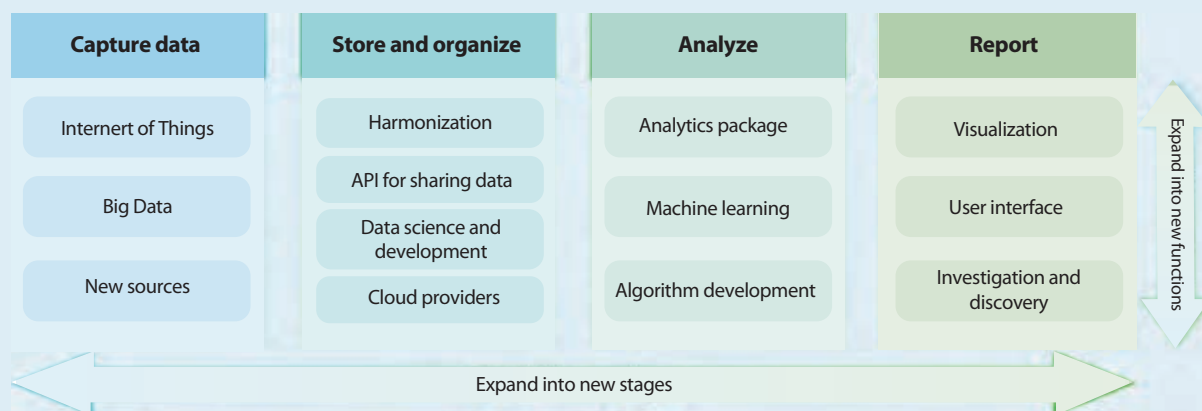 Capture data
Internert of Things
Big Data
New sources
Store and organize
Harmonization
API for sharing data
Data science and
development
Cloud providers
Analyze
Analytics package
Machine learning
Algorithm development
Report
Visualization
User interface
Investigation and
discovery
Expand into new functions
Expand into new stages